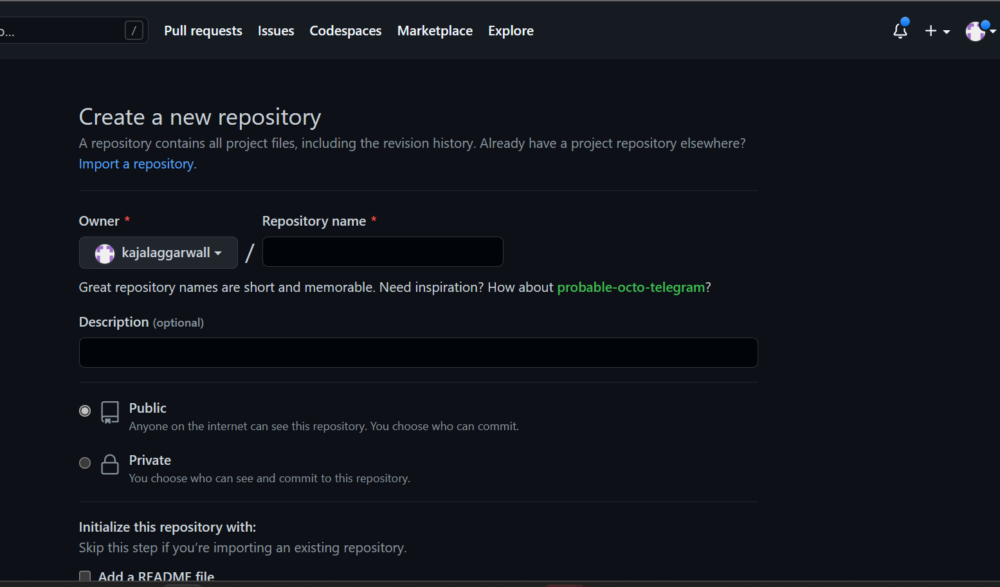 o...
/
Pull requests
Issues
Codespaces
Marketplace
Explore
Create a new repository
A repository contains all project files, including the revision history. Already have a project repository elsewhere?
Import a repository.
Owner *
Repository name *
kajalaggarwall
/
Great repository names are short and memorable. Need inspiration? How about probable-octo-telegram?
Description (optional)
Public
Anyone on the internet can see this repository. You choose who can commit.
Private
You choose who can see and commit to this repository.
Initialize this repository with:
Skip this step if you’re importing an existing repository.
Add a README file